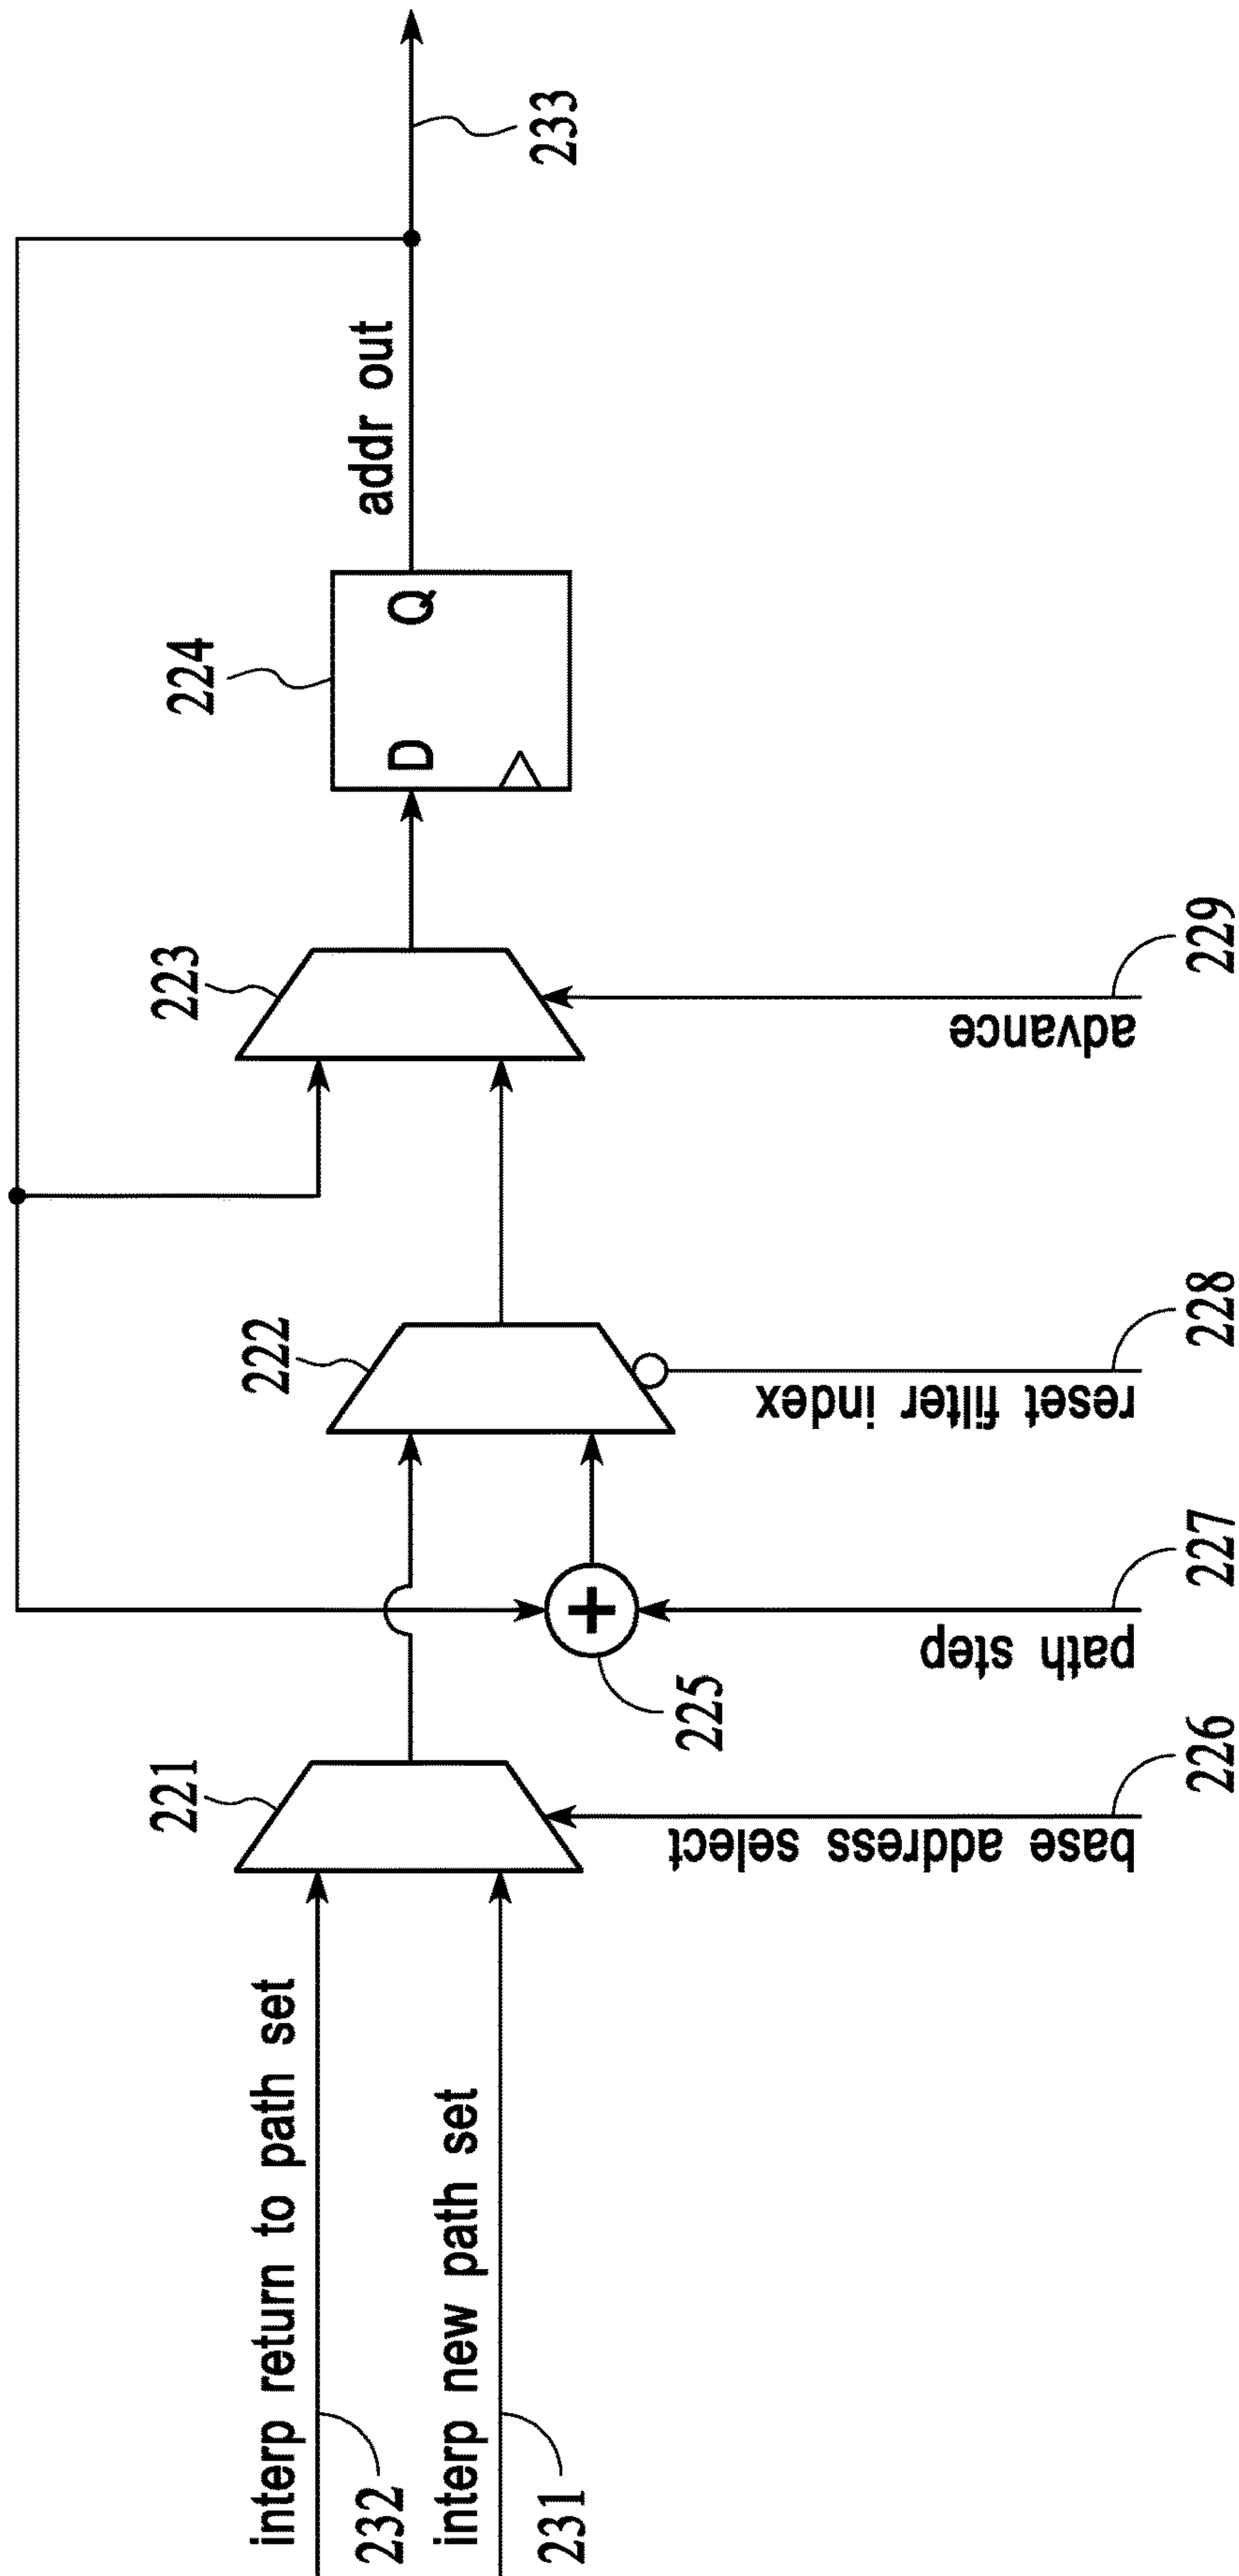 interp return to path set
232
interp new path set
231
221
base address select
226
225
path step
227
222
reset filter index
228
223
advance
229
224
D
Q
addr out
233
+